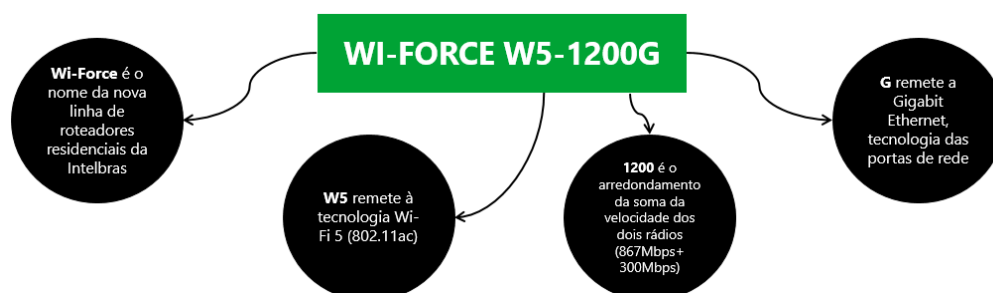 WI-FORCE W5-1200G
Wi-Force é o
nome da nova
linha de
roteadores
residenciais da
Intelbras
W5 remete à
tecnologia Wi-
Fi 5 (802.11ac)
1200 é o
arredondamento
da soma da
velocidade dos
dois rádios
(867Mbps+
300Mbps)
G remete a
Gigabit
Ethernet,
tecnologia das
portas de rede